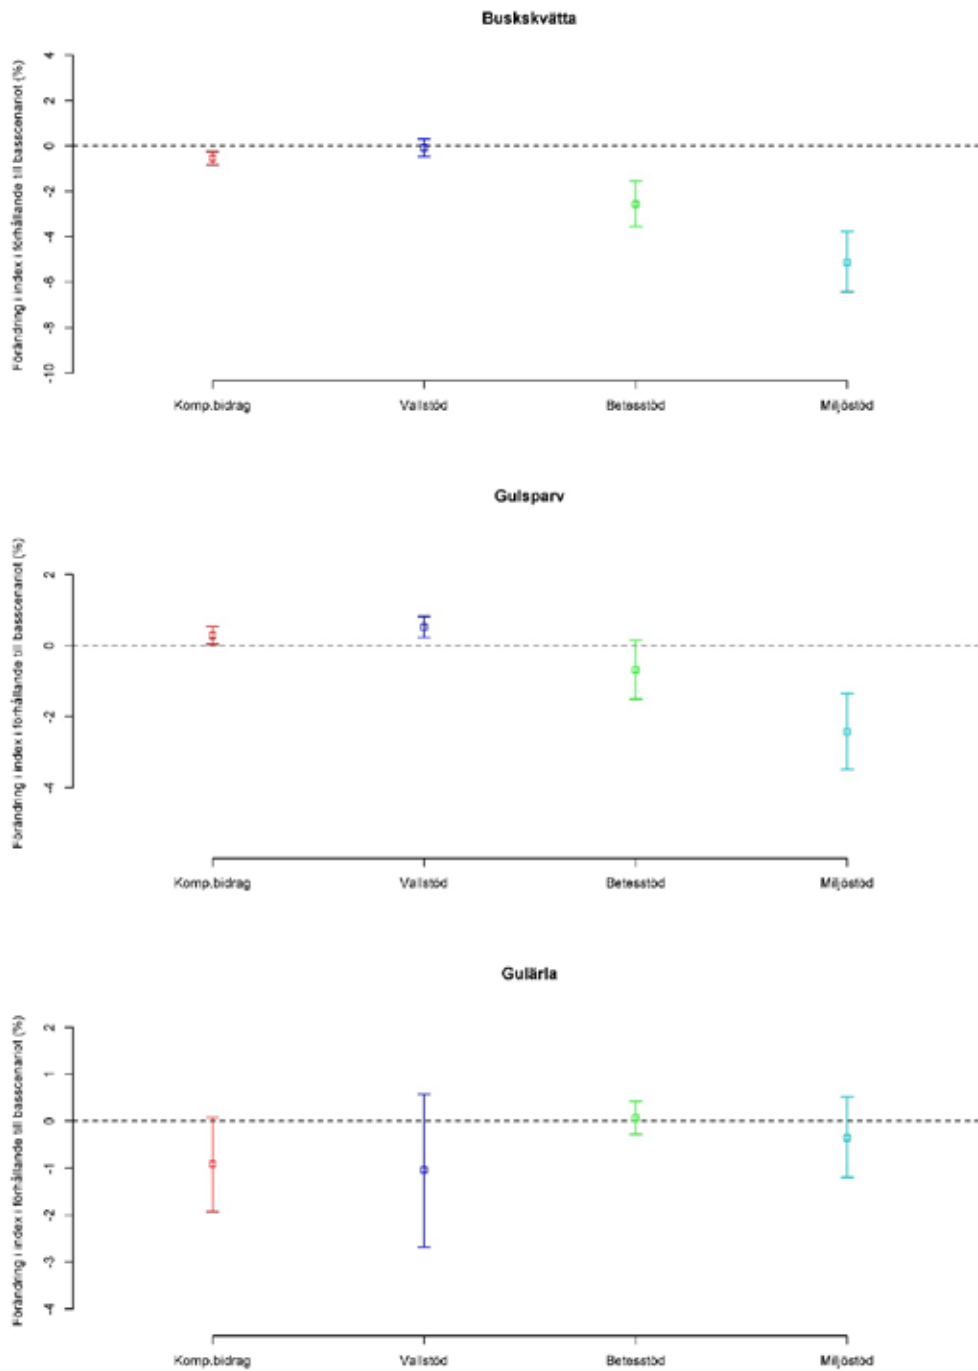 Buskskvätta
Förändring i index i förhållande till basscenariot (%)
4
2
0
-2
-4
-6
-8
-10
Komp.bidrag Vallstöd Betesstöd Miljöstöd
Gulsparv
Förändring i index i förhållande till basscenariot (%)
2
0
-2
-4
Komp.bidrag Vallstöd Betesstöd Miljöstöd
Gulärla
Förändring i index i förhållande till basscenariot (%)
2
1
0
-1
-2
-3
-4
Komp.bidrag Vallstöd Betesstöd Miljöstöd